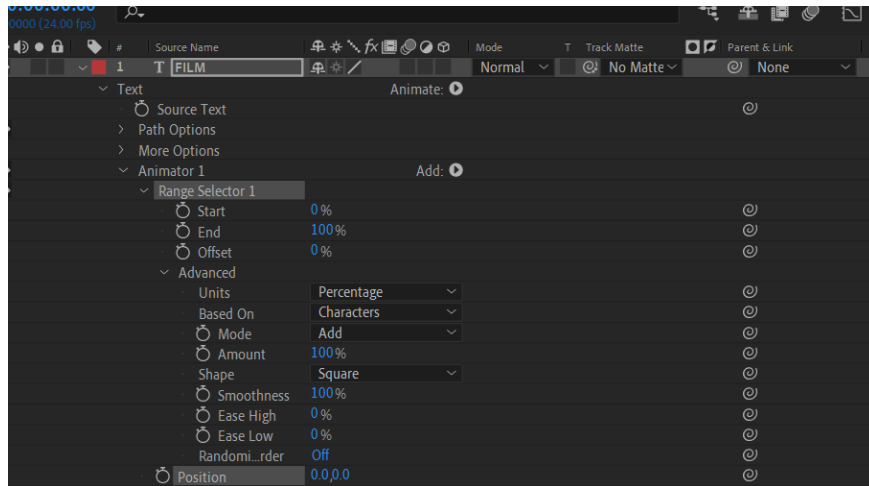 0000 (24.00 fps)
# Source Name Mode T Track Matte Parent & Link
1 T FILM Normal No Matte None
Text Animate:
Source Text
Path Options
More Options
Animator 1 Add:
Range Selector 1
Start 0%
End 100%
Offset 0%
Advanced
Units Percentage
Based On Characters
Mode Add
Amount 100%
Shape Square
Smoothness 100%
Ease High 0%
Ease Low 0%
Randomi...rder Off
Position 0.0,0.0